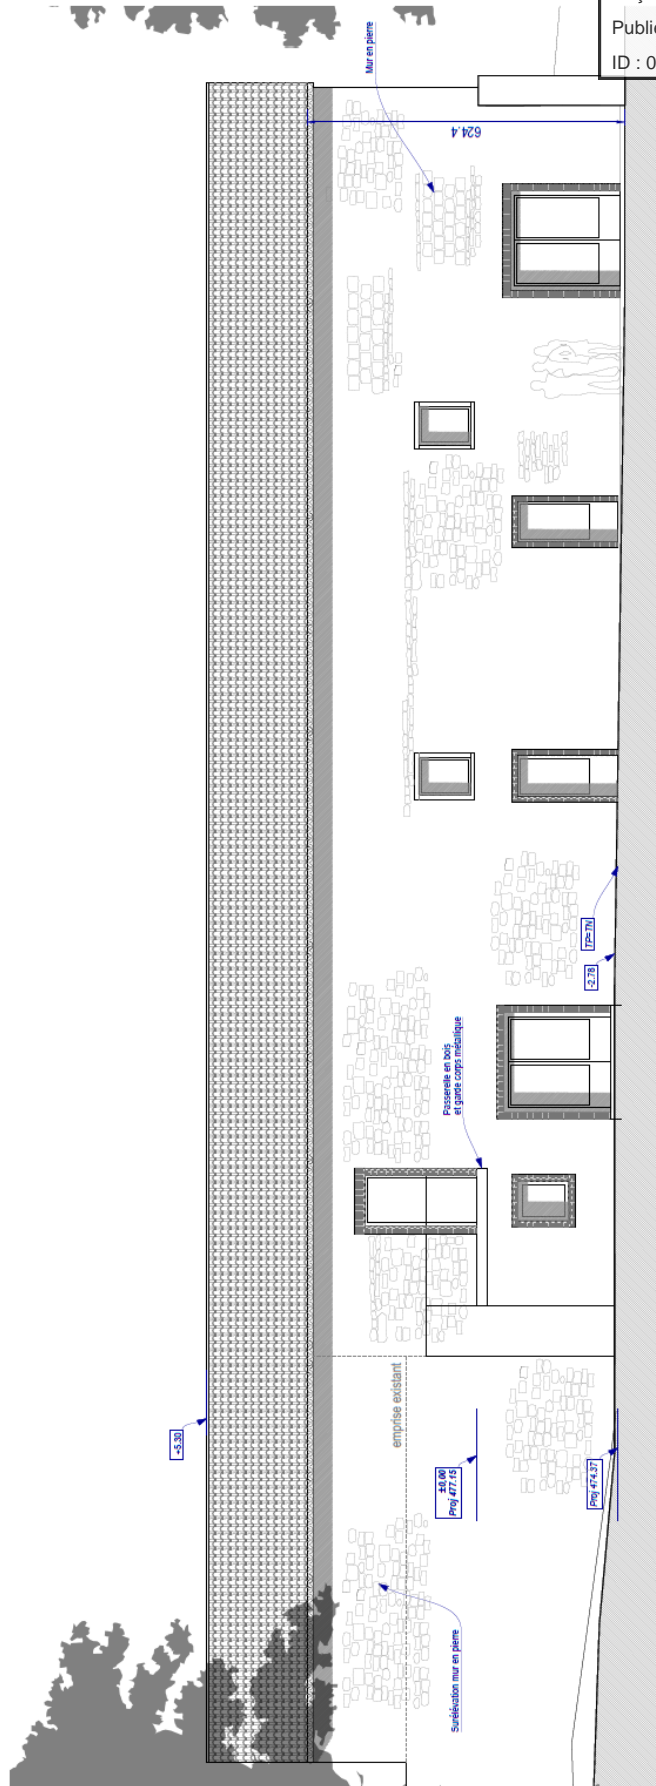 Public
ID : 0
Mur en pierre
624.4
TP=TN
-2.78
Passerelle en bois
et garde corps métallique
+5.30
emprise existant
±0,00
Proj 477.15
Proj 474.37
Surélévation mur en pierre